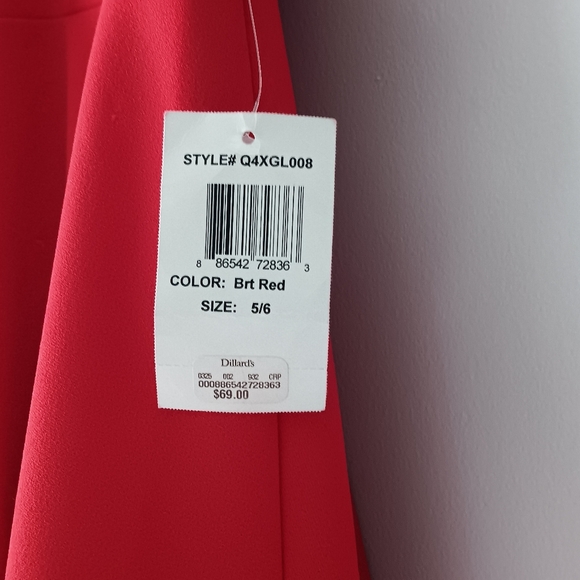 STYLE# Q4XGL008
8 86542 72836 3
COLOR: Brt Red
SIZE: 5/6
Dillard's
0325 002 932 CRP
000886542728363
$69.00